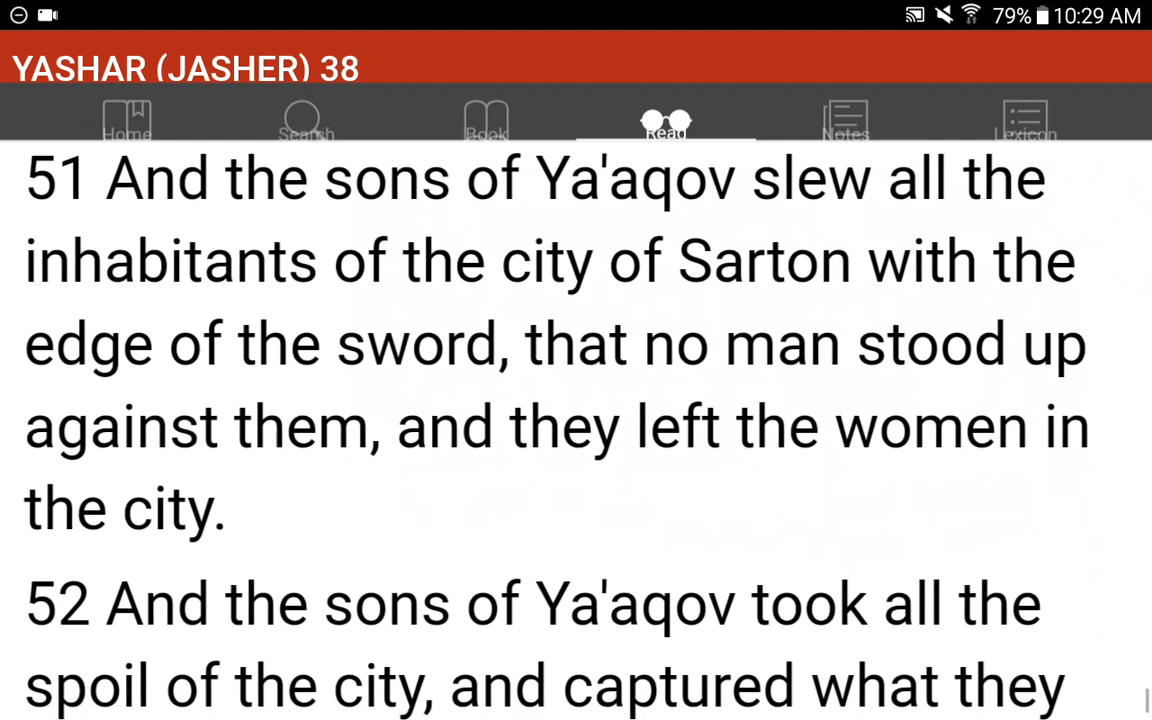 79% 10:29 AM
YASHAR (JASHER) 38
Home Search Book Read Notes Lexicon
51 And the sons of Ya'aqov slew all the
inhabitants of the city of Sarton with the
edge of the sword, that no man stood up
against them, and they left the women in
the city.
52 And the sons of Ya'aqov took all the
spoil of the city, and captured what they